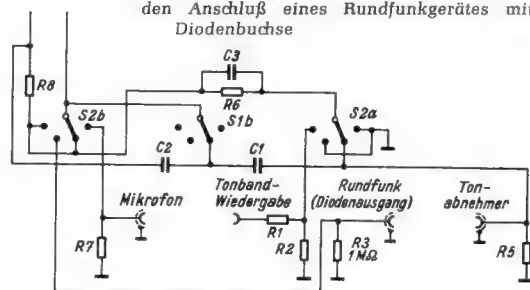 den Anschluß eines Rundfunkgerätes mit
Diodenbuchse
C3
R8
R6
S2b
S1b
S2a
C2
C1
Mikrofon
Tonband-
Wiedergabe
Rundfunk
(Diodenausgang)
Ton-
abnehmer
R7
R1
R2
R3
1MΩ
R5